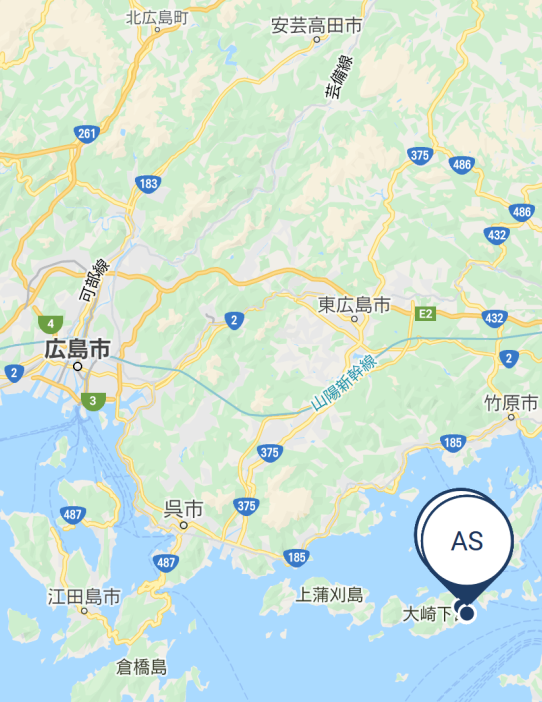 北広島町
安芸高田市
芸備線
261
375
486
183
486
432
可部線
東広島市
E2
432
2
4
広島市
2
2
山陽新幹線
3
竹原市
185
375
487
375
呉市
AS
185
487
上蒲刈島
江田島市
大崎下
倉橋島